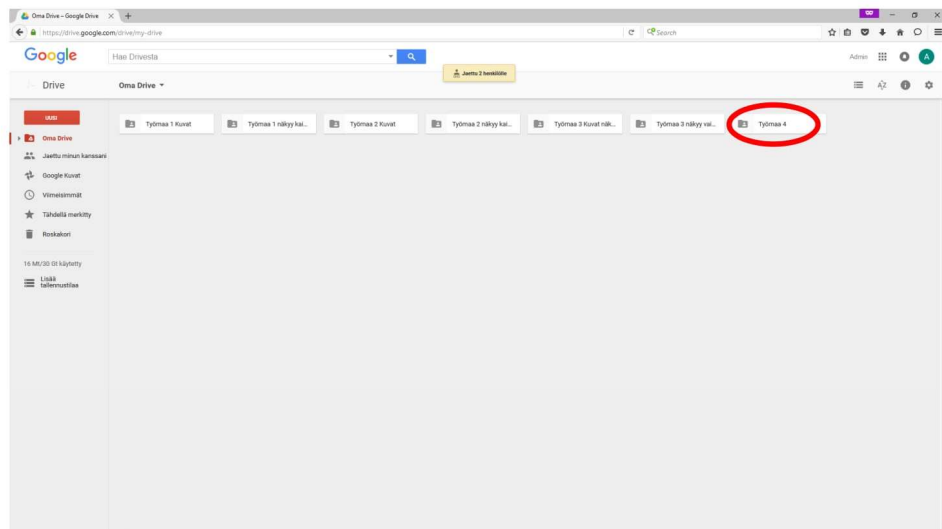 Oma Drive – Google Drive
https://drive.google.com/drive/my-drive
Search
Google
Hae Drivesta
Admin
A
Jaettu 2 henkilölle
Drive
Oma Drive
UUSI
Oma Drive
Jaettu minun kanssani
Google Kuvat
Viimeisimmät
Tähdellä merkitty
Roskakori
16 Mt/30 Gt käytetty
Lisää
tallennustilaa
Työmaa 1 Kuvat
Työmaa 1 näkyy kai...
Työmaa 2 Kuvat
Työmaa 2 näkyy kai...
Työmaa 3 Kuvat näk...
Työmaa 3 näkyy vai...
Työmaa 4